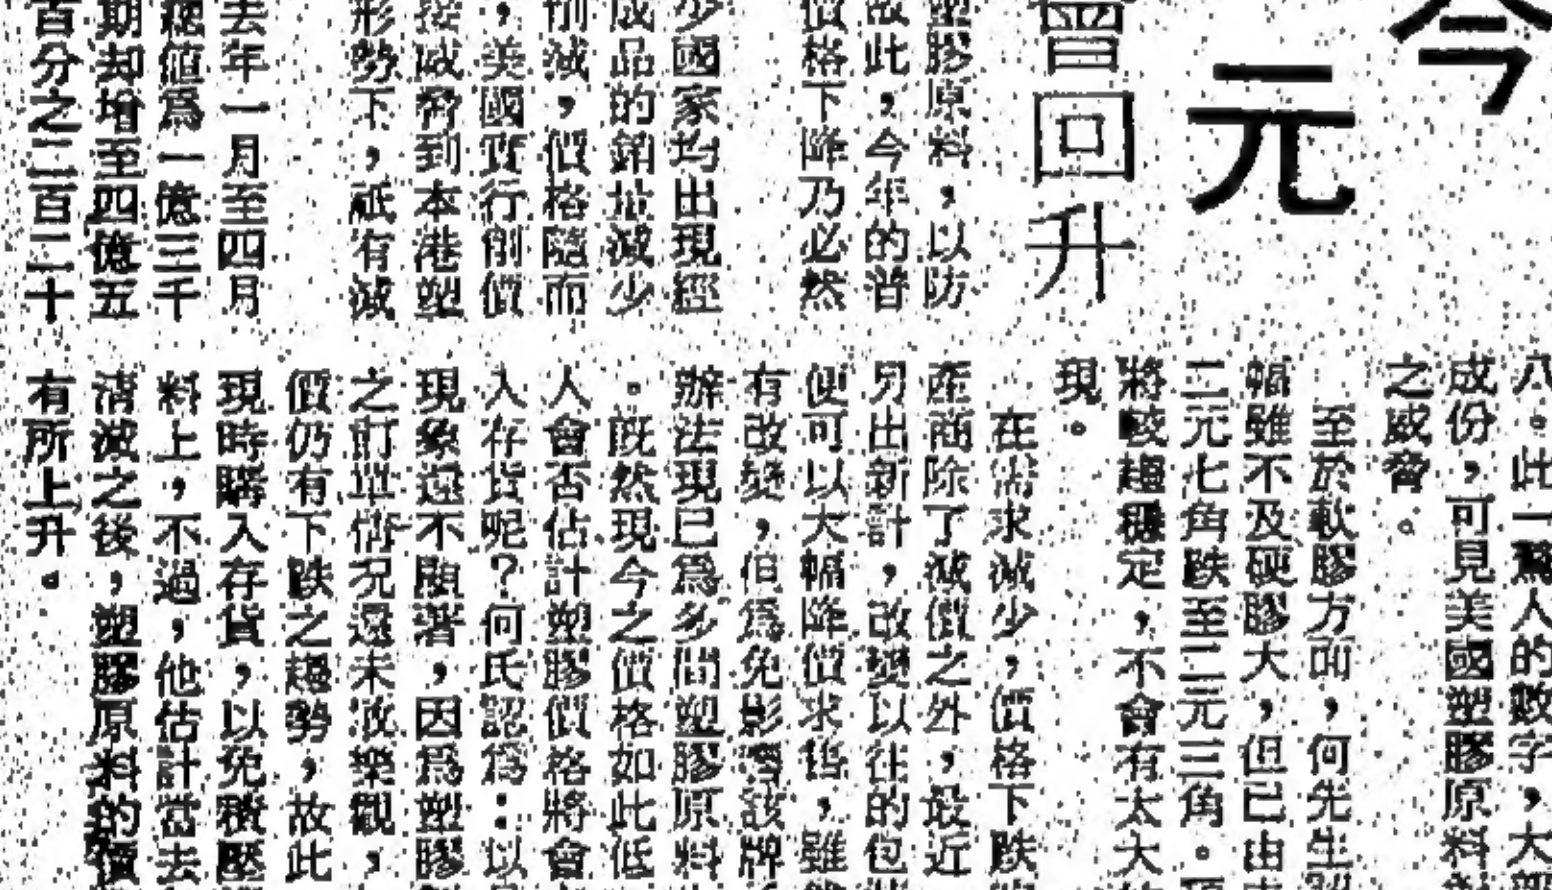 今
元
會回升
塑膠原料，以防
故此，今年的普
價格下降乃必然
少國家均出現經
成品的銷量減少
削減，價格隨而
，美國實行削價
接威脅到本港塑
形勢下，祇有減
去年一月至四月
總值爲一億三千
期却增至四億五
百分之二百二十
八。此一驚人的數字，大部
成份，可見美國塑膠原料
之威脅。
至於軟膠方面，何先生
幅雖不及硬膠大，但已由
二元七角跌至二元三角。
將較趨穩定，不會有太大
現。
在需求減少，價格下跌
產商除了減價之外，最近
另出新計，改變以往的包
便可以大幅降價求售，雖
有改變，但爲免影響該牌
辦法現已爲多間塑膠原料
。既然現今之價格如此低
人會否估計塑膠價格將會
入存貨呢？何氏認爲：以
現象還不顯著，因爲塑膠
之訂單情況還未沒樂觀，
價仍有下跌之趨勢，故此
現時購入存貨，以免積壓
料上，不過，他估計當去
清減之後，塑膠原料的價
有所上升。